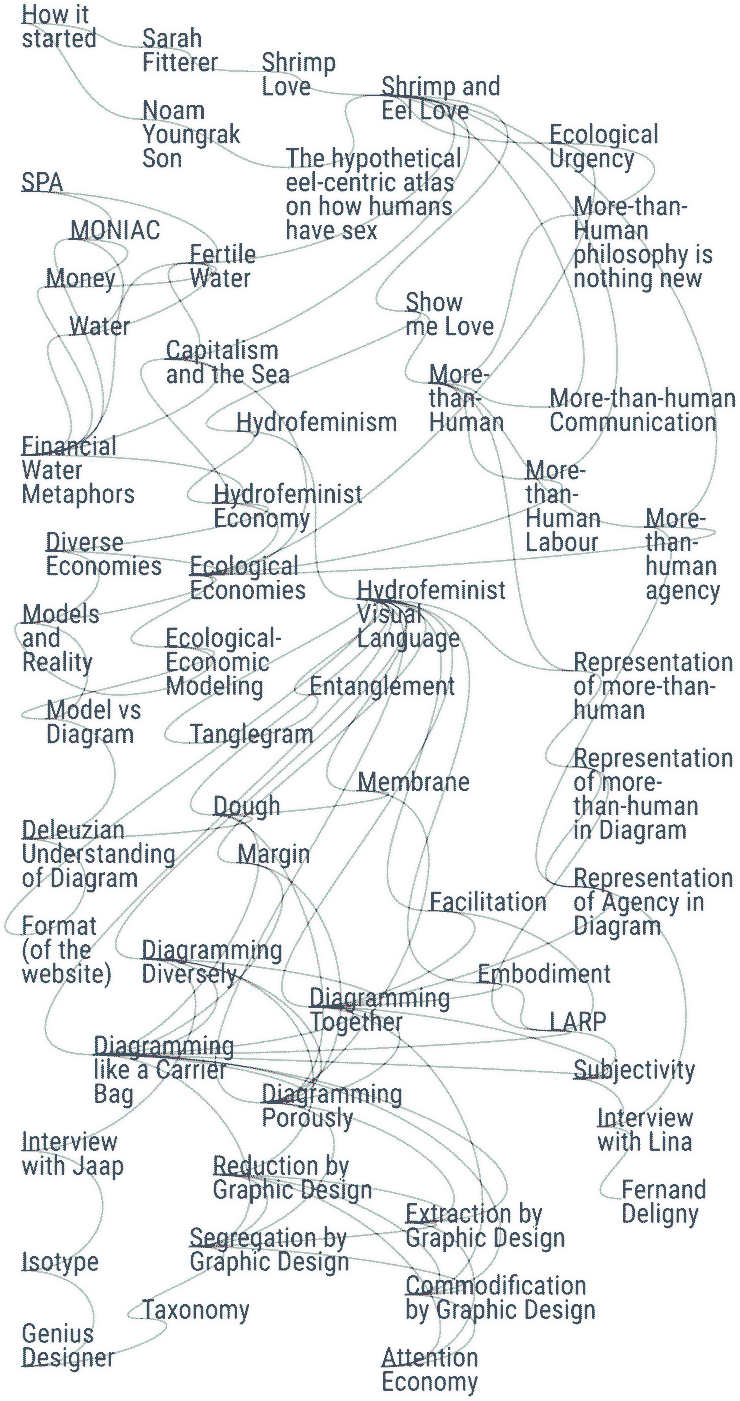 How it
started
Sarah
Fitterer
Shrimp
Love
Shrimp and
Eel Love
Noam
Youngrak
Son
The hypothetical
eel-centric atlas
on how humans
have sex
Ecological
Urgency
SPA
More-than-
Human
philosophy is
nothing new
MONIAC
Fertile
Water
Money
Show
me Love
Water
Capitalism
and the Sea
More-
than-
Human
More-than-human
Communication
Hydrofeminism
Financial
Water
Metaphors
More-
than-
Human
Labour
Hydrofeminist
Economy
More-
than-
human
agency
Diverse
Economies
Ecological
Economies
Hydrofeminist
Visual
Language
Models
and
Reality
Ecological-
Economic
Modeling
Representation
of more-than-
human
Entanglement
Model vs
Diagram
Tanglegram
Representation
of more-
than-human
in Diagram
Membrane
Dough
Deleuzian
Understanding
of Diagram
Margin
Representation
of Agency in
Diagram
Facilitation
Format
(of the
website)
Diagramming
Diversely
Embodiment
Diagramming
Together
LARP
Diagramming
like a Carrier
Bag
Subjectivity
Diagramming
Porously
Interview
with Lina
Interview
with Jaap
Reduction by
Graphic Design
Fernand
Deligny
Extraction by
Graphic Design
Segregation by
Graphic Design
Isotype
Commodification
by Graphic Design
Taxonomy
Genius
Designer
Attention
Economy